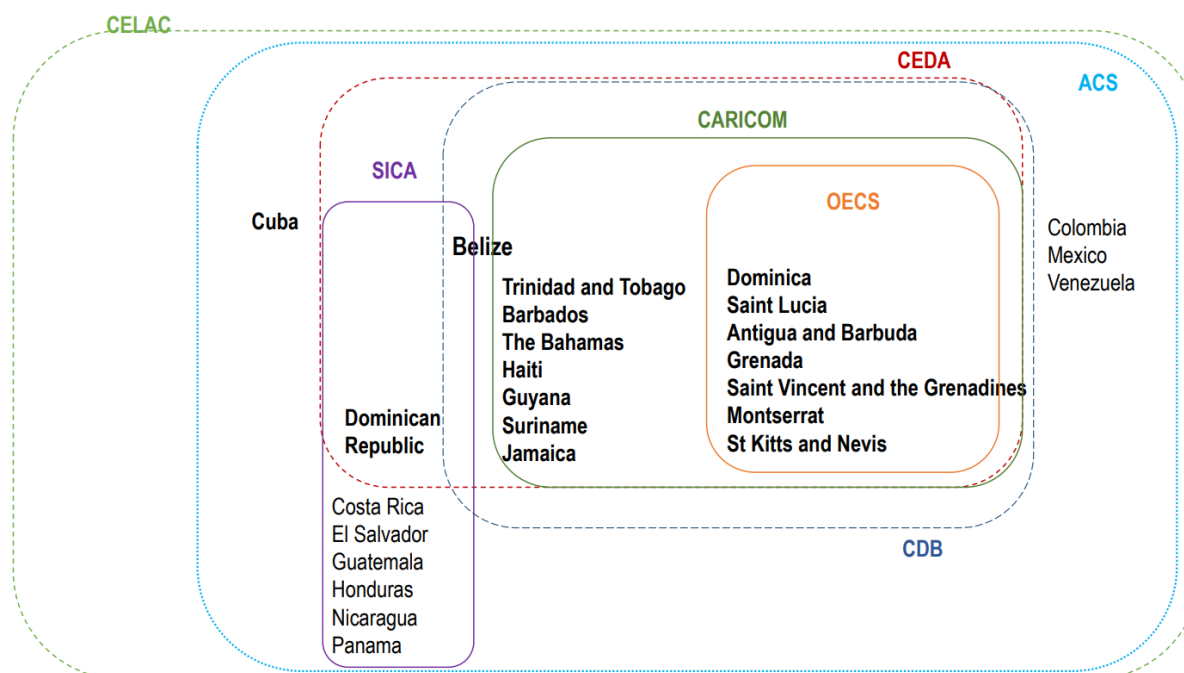 CELAC
CEDA
ACS
CARICOM
SICA
OECS
Cuba
Belize
Colombia
Mexico
Venezuela
Trinidad and Tobago
Barbados
The Bahamas
Haiti
Guyana
Suriname
Jamaica
Dominica
Saint Lucia
Antigua and Barbuda
Grenada
Saint Vincent and the Grenadines
Montserrat
St Kitts and Nevis
Dominican
Republic
Costa Rica
El Salvador
Guatemala
Honduras
Nicaragua
Panama
CDB